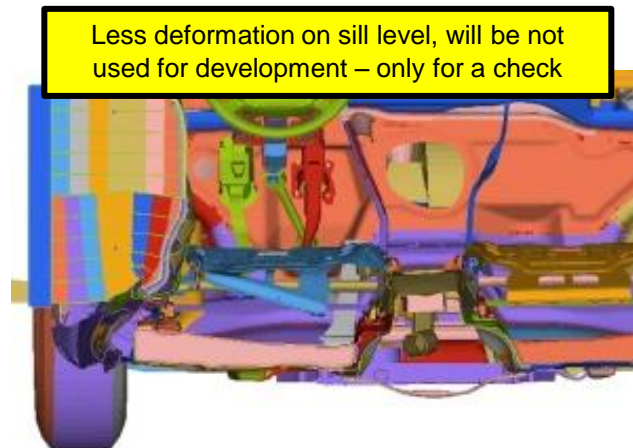 Less deformation on sill level, will be not
used for development – only for a check